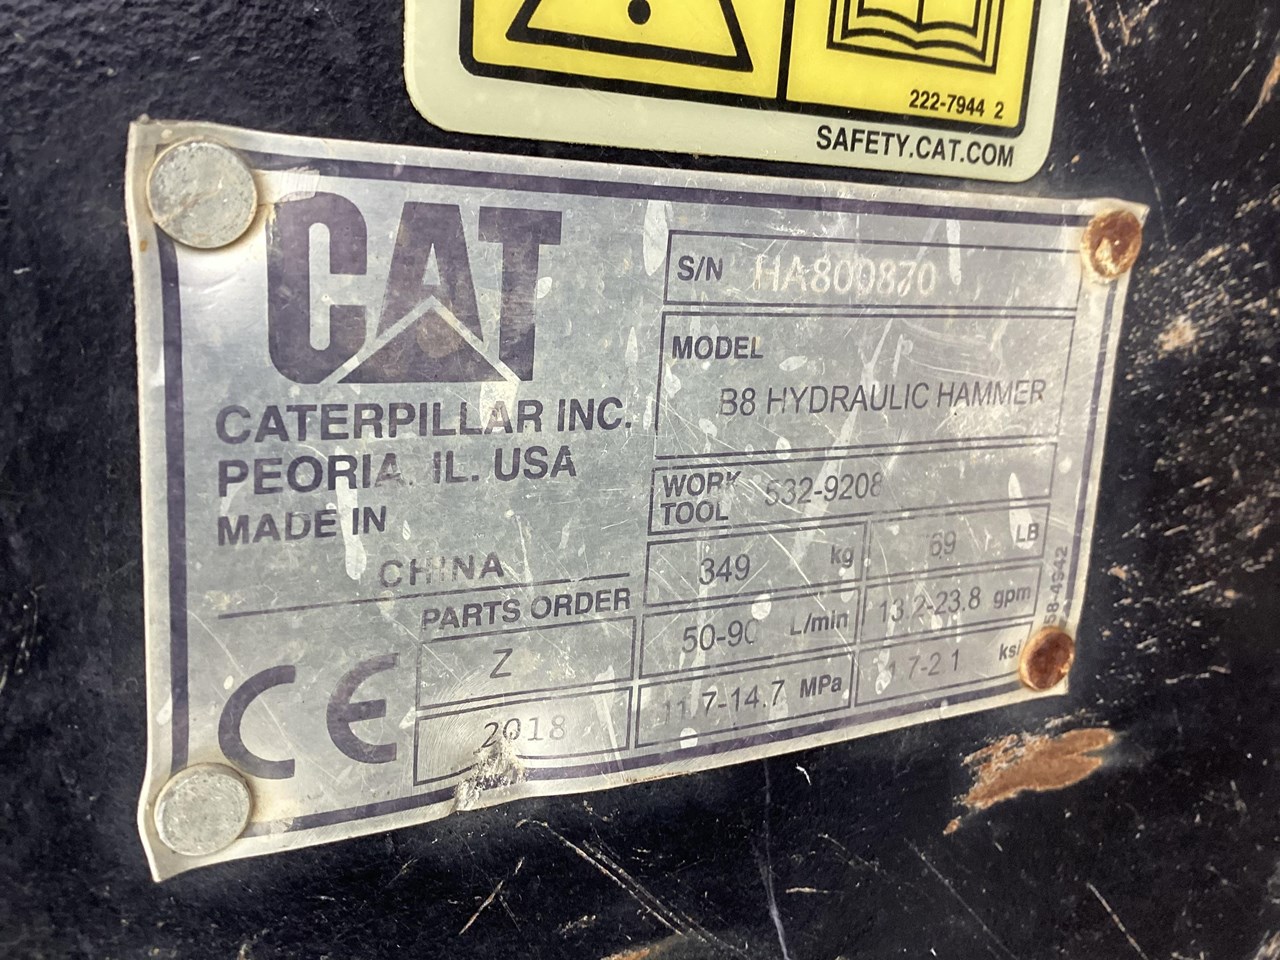 222-7944 2
SAFETY.CAT.COM
CAT
CATERPILLAR INC.
PEORIA, IL. USA
MADE IN
CHINA
PARTS ORDER
Z
2018
CE
S/N HA800870
MODEL
B8 HYDRAULIC HAMMER
WORK TOOL 532-9208
349 kg
69 LB
50-90 L/min
13.2-23.8 gpm
11.7-14.7 MPa
1.7-2.1 ksi